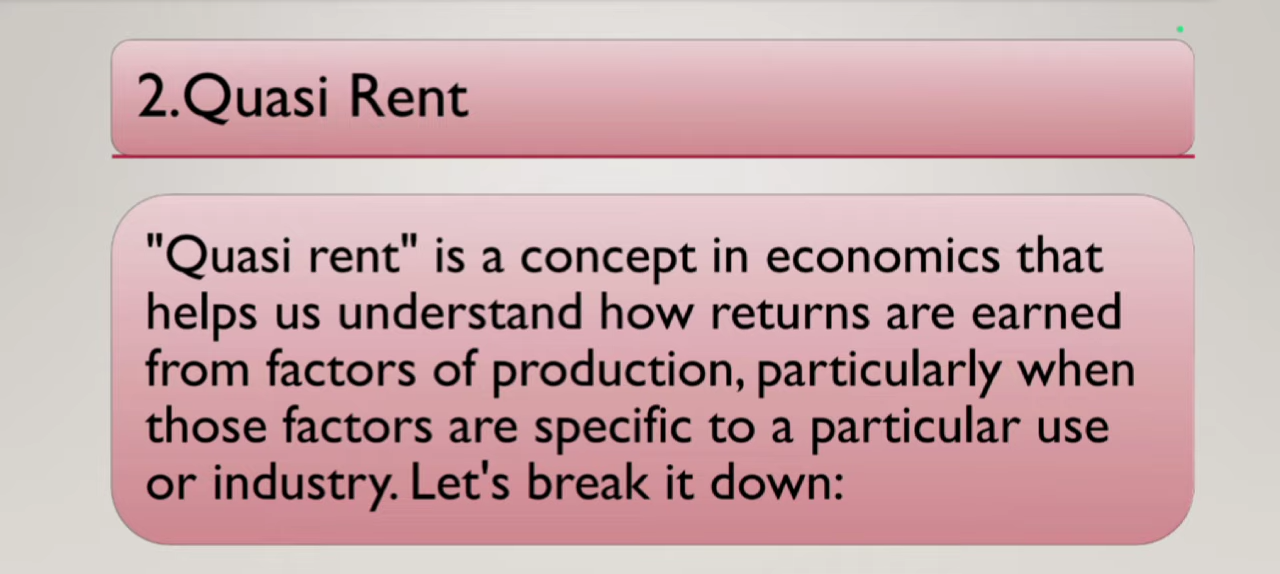 2.Quasi Rent
"Quasi rent" is a concept in economics that
helps us understand how returns are earned
from factors of production, particularly when
those factors are specific to a particular use
or industry. Let's break it down: